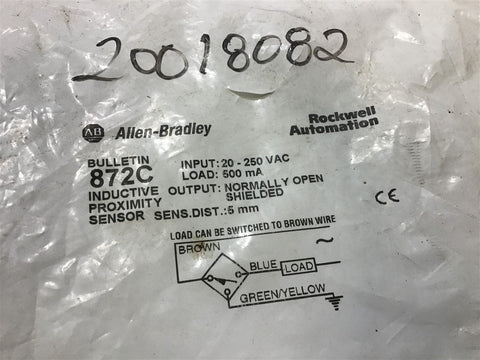 20018082
AB Allen-Bradley
Rockwell
Automation
BULLETIN
872C
INDUCTIVE
PROXIMITY
SENSOR
INPUT: 20 - 250 VAC
LOAD: 500 mA
OUTPUT: NORMALLY OPEN
SHIELDED
SENS.DIST.: 5 mm
CE
LOAD CAN BE SWITCHED TO BROWN WIRE
BROWN
~
BLUE
LOAD
GREEN/YELLOW